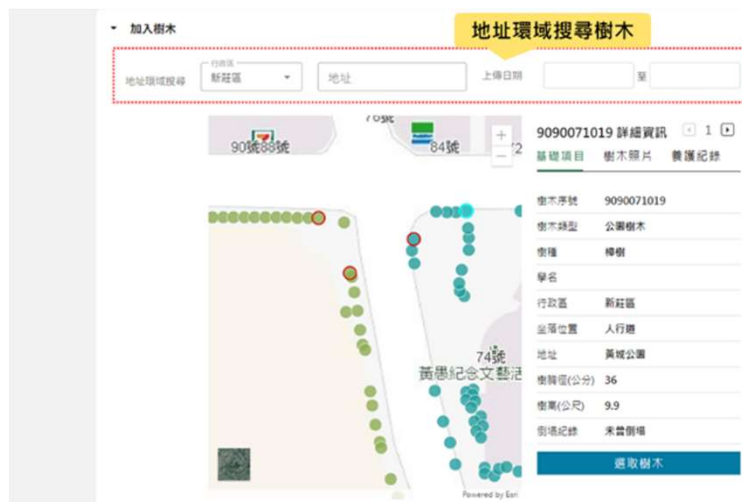 加入樹木
地址環域搜尋樹木
地址環域搜尋
行政區
新莊區
地址
上傳日期
至
76號
90號88號
84號
72
+
−
74號
黃愚紀念文藝活
Powered by Esri
9090071019 詳細資訊
1
基礎項目 樹木照片 養護紀錄
樹木序號 9090071019
樹木類型 公園樹木
樹種 樟樹
學名
行政區 新莊區
坐落位置 人行道
地址 黃城公園
樹胸徑(公分) 36
樹高(公尺) 9.9
倒塌紀錄 未曾倒塌
選取樹木